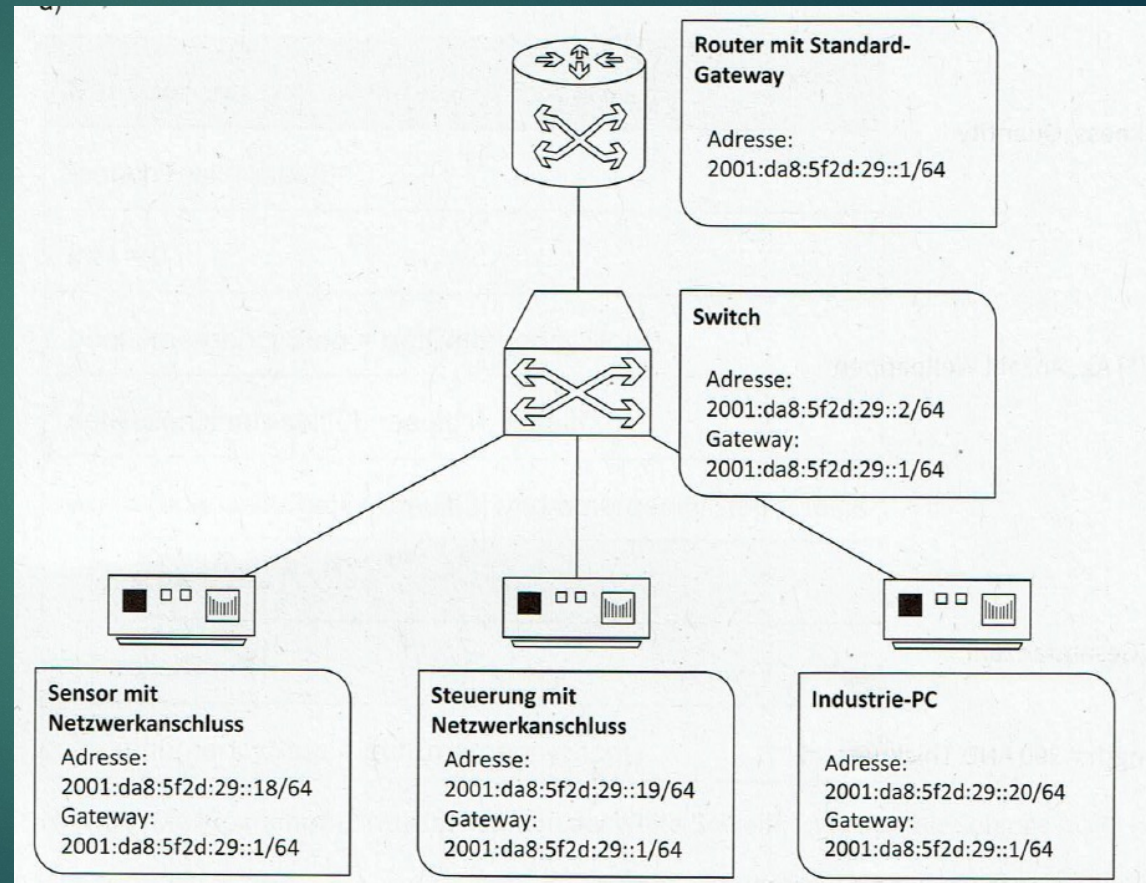 Router mit Standard-
Gateway
Adresse:
2001:da8:5f2d:29::1/64
Switch
Adresse:
2001:da8:5f2d:29::2/64
Gateway:
2001:da8:5f2d:29::1/64
Sensor mit
Netzwerkanschluss
Adresse:
2001:da8:5f2d:29::18/64
Gateway:
2001:da8:5f2d:29::1/64
Steuerung mit
Netzwerkanschluss
Adresse:
2001:da8:5f2d:29::19/64
Gateway:
2001:da8:5f2d:29::1/64
Industrie-PC
Adresse:
2001:da8:5f2d:29::20/64
Gateway:
2001:da8:5f2d:29::1/64